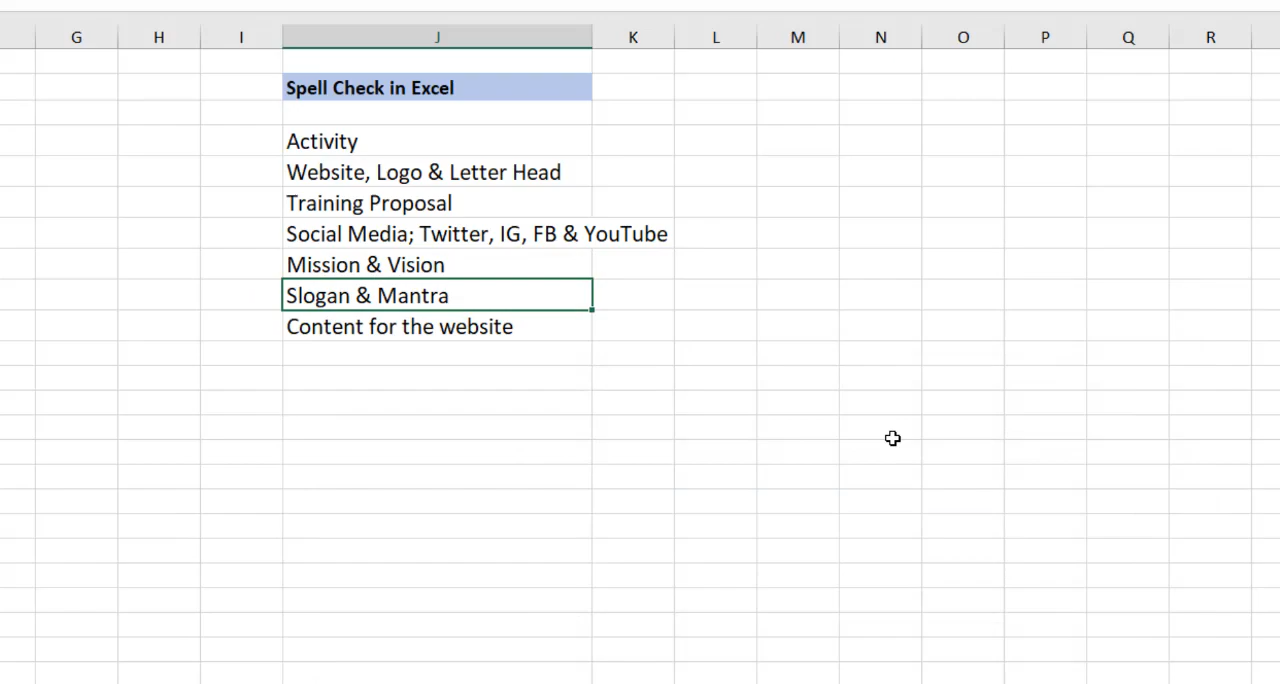 G H I J K L M N O P Q R
Spell Check in Excel
Activity
Website, Logo & Letter Head
Training Proposal
Social Media; Twitter, IG, FB & YouTube
Mission & Vision
Slogan & Mantra
Content for the website